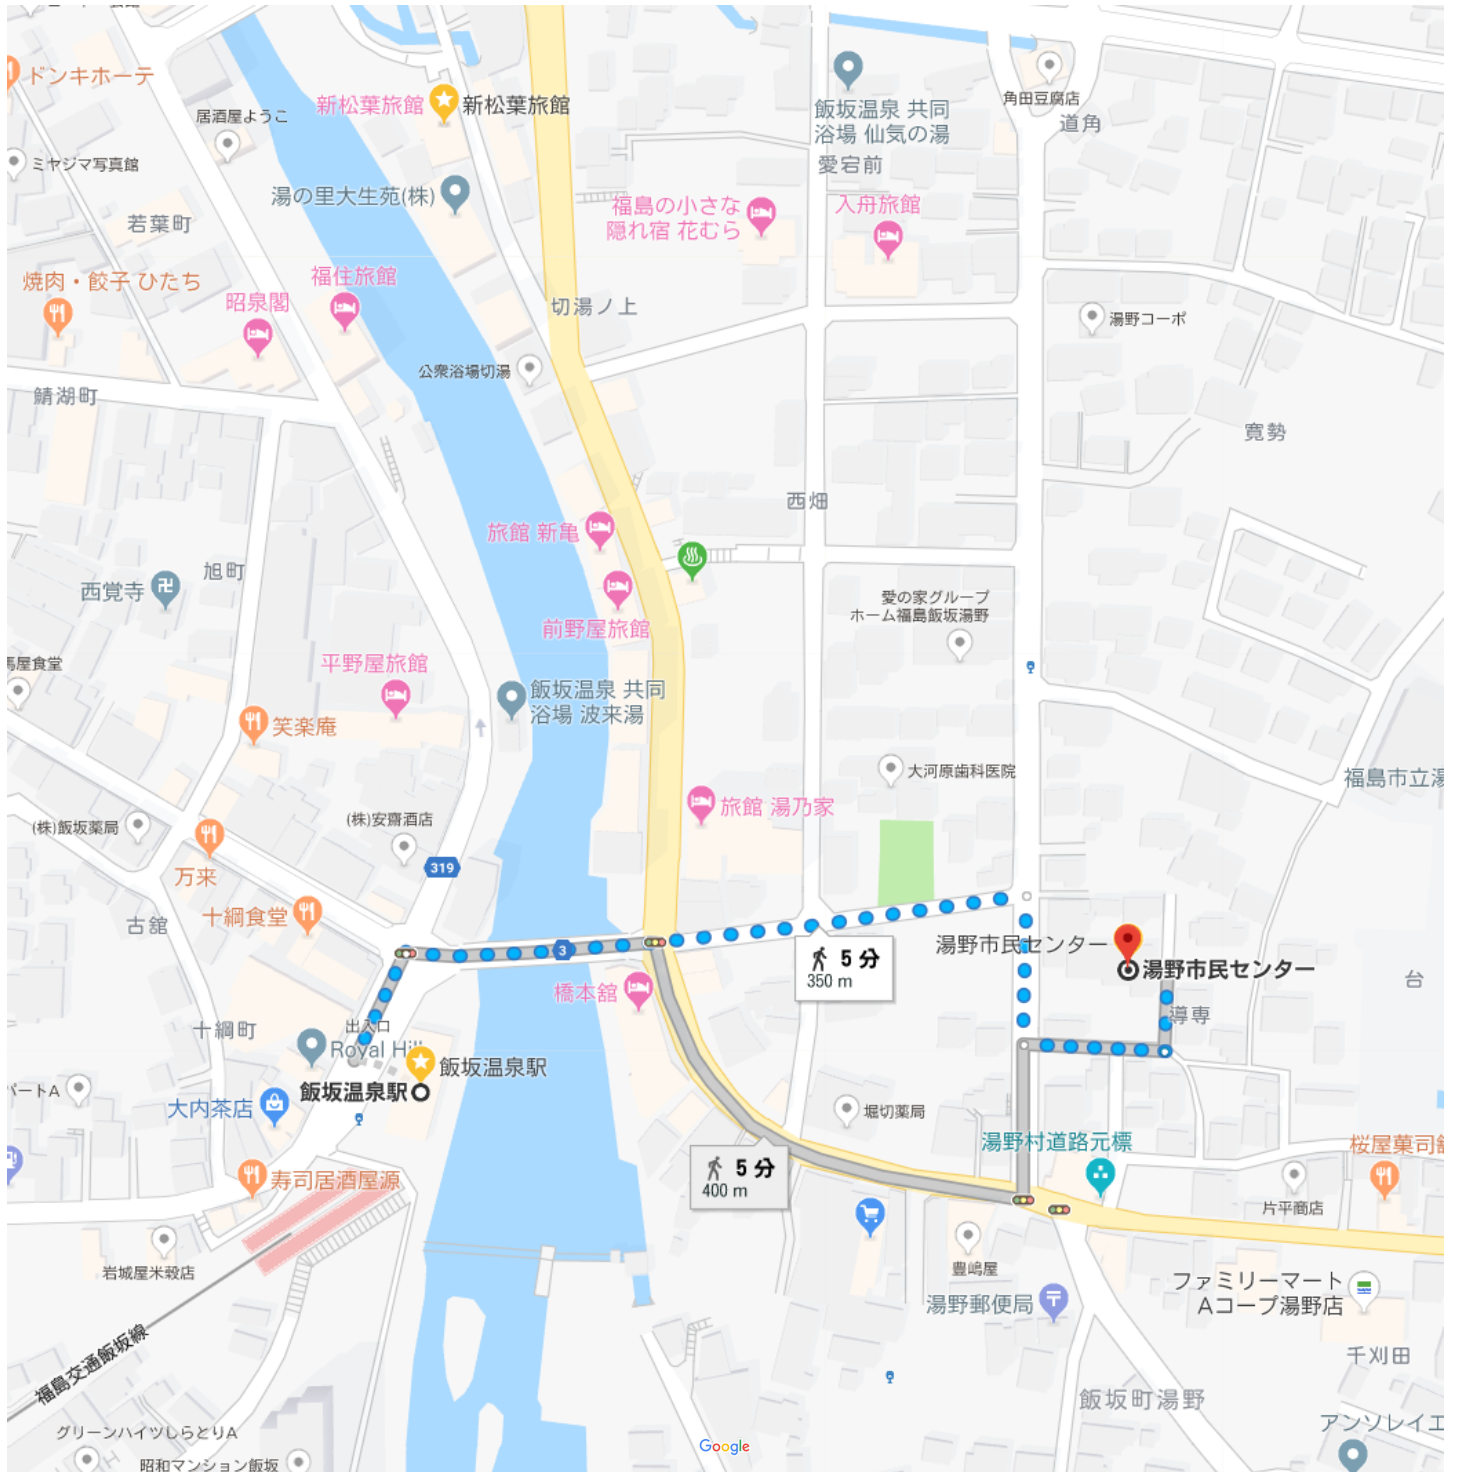 ドンキホーテ
新松葉旅館
新松葉旅館
居酒屋ようこ
ミヤジマ写真館
湯の里大生苑(株)
若葉町
角田豆腐店
道角
飯坂温泉 共同
浴場 仙気の湯
愛宕前
福島の小さな
隠れ宿 花むら
入舟旅館
焼肉・餃子 ひたち
昭泉閣
福住旅館
切湯ノ上
湯野コーポ
公衆浴場切湯
鯖湖町
寛勢
西畑
旅館 新亀
旭町
西覚寺
前野屋旅館
愛の家グループ
ホーム福島飯坂湯野
馬屋食堂
平野屋旅館
飯坂温泉 共同
浴場 波来湯
笑楽庵
大河原歯科医院
福島市立湯
旅館 湯乃家
(株)飯坂薬局
(株)安齋酒店
319
万来
十綱食堂
古舘
3
5 分
350 m
湯野市民センター
湯野市民センター
台
橋本舘
導専
十綱町
出入口
Royal Hill
飯坂温泉駅
飯坂温泉駅
パートA
大内茶店
堀切薬局
湯野村道路元標
5 分
400 m
桜屋菓司舗
寿司居酒屋源
片平商店
岩城屋米穀店
豊嶋屋
湯野郵便局
ファミリーマート
Aコープ湯野店
福島交通飯坂線
千刈田
飯坂町湯野
アンソレイエ
グリーンハイツしらとりA
昭和マンション飯坂
Google